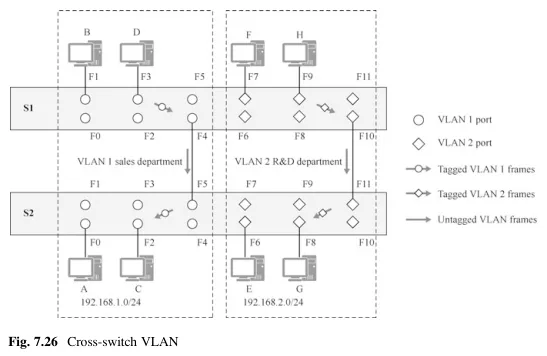 B D F H
F1 F3 F5 F7 F9 F11
S1
F0 F2 F4 F6 F8 F10
VLAN 1 sales department VLAN 2 R&D department
F1 F3 F5 F7 F9 F11
S2
F0 F2 F4 F6 F8 F10
A C E G
192.168.1.0/24 192.168.2.0/24
VLAN 1 port
VLAN 2 port
Tagged VLAN 1 frames
Tagged VLAN 2 frames
Untagged VLAN frames
Fig. 7.26 Cross-switch VLAN